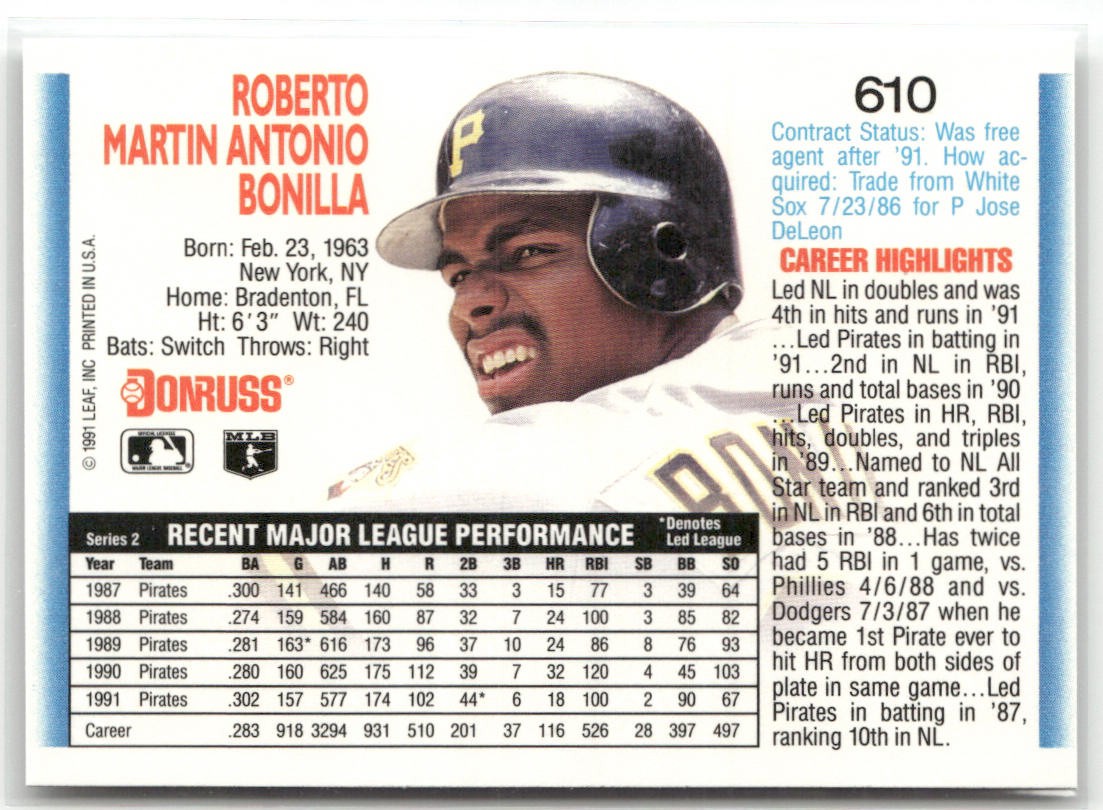 ROBERTO
MARTIN ANTONIO
BONILLA
Born: Feb. 23, 1963
New York, NY
Home: Bradenton, FL
Ht: 6'3" Wt: 240
Bats: Switch Throws: Right
DONRUSS®
OFFICIAL LICENSEE
MAJOR LEAGUE BASEBALL
MLB
© 1991 LEAF, INC PRINTED IN U.S.A.
P
610
Contract Status: Was free
agent after '91. How ac-
quired: Trade from White
Sox 7/23/86 for P Jose
DeLeon
CAREER HIGHLIGHTS
Led NL in doubles and was
4th in hits and runs in '91
...Led Pirates in batting in
'91...2nd in NL in RBI,
runs and total bases in '90
...Led Pirates in HR, RBI,
hits, doubles, and triples
in '89...Named to NL All
Star team and ranked 3rd
in NL in RBI and 6th in total
bases in '88...Has twice
had 5 RBI in 1 game, vs.
Phillies 4/6/88 and vs.
Dodgers 7/3/87 when he
became 1st Pirate ever to
hit HR from both sides of
plate in same game...Led
Pirates in batting in '87,
ranking 10th in NL.
Series 2 RECENT MAJOR LEAGUE PERFORMANCE *Denotes
Led League
Year Team BA G AB H R 2B 3B HR RBI SB BB SO
1987 Pirates .300 141 466 140 58 33 3 15 77 3 39 64
1988 Pirates .274 159 584 160 87 32 7 24 100 3 85 82
1989 Pirates .281 163* 616 173 96 37 10 24 86 8 76 93
1990 Pirates .280 160 625 175 112 39 7 32 120 4 45 103
1991 Pirates .302 157 577 174 102 44* 6 18 100 2 90 67
Career .283 918 3294 931 510 201 37 116 526 28 397 497